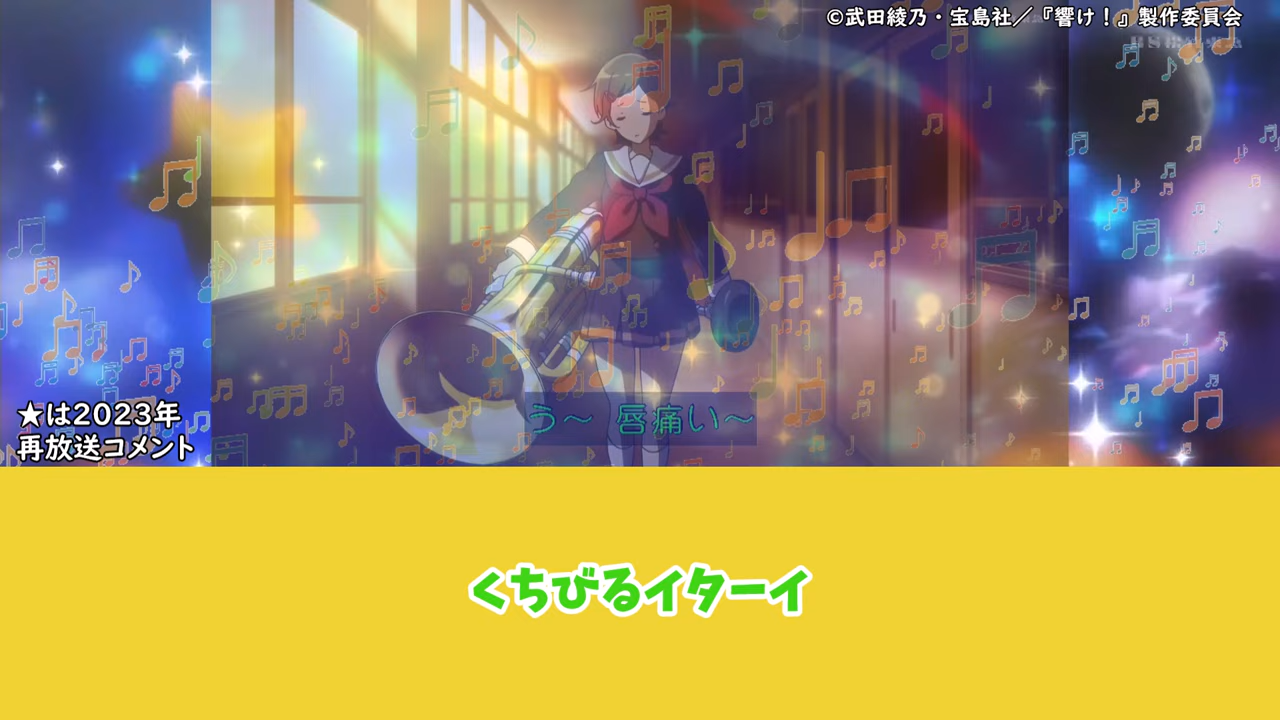 ©武田綾乃・宝島社／『響け！』製作委員会
う～ 唇痛い～
★は2023年
再放送コメント
くちびるイターイ